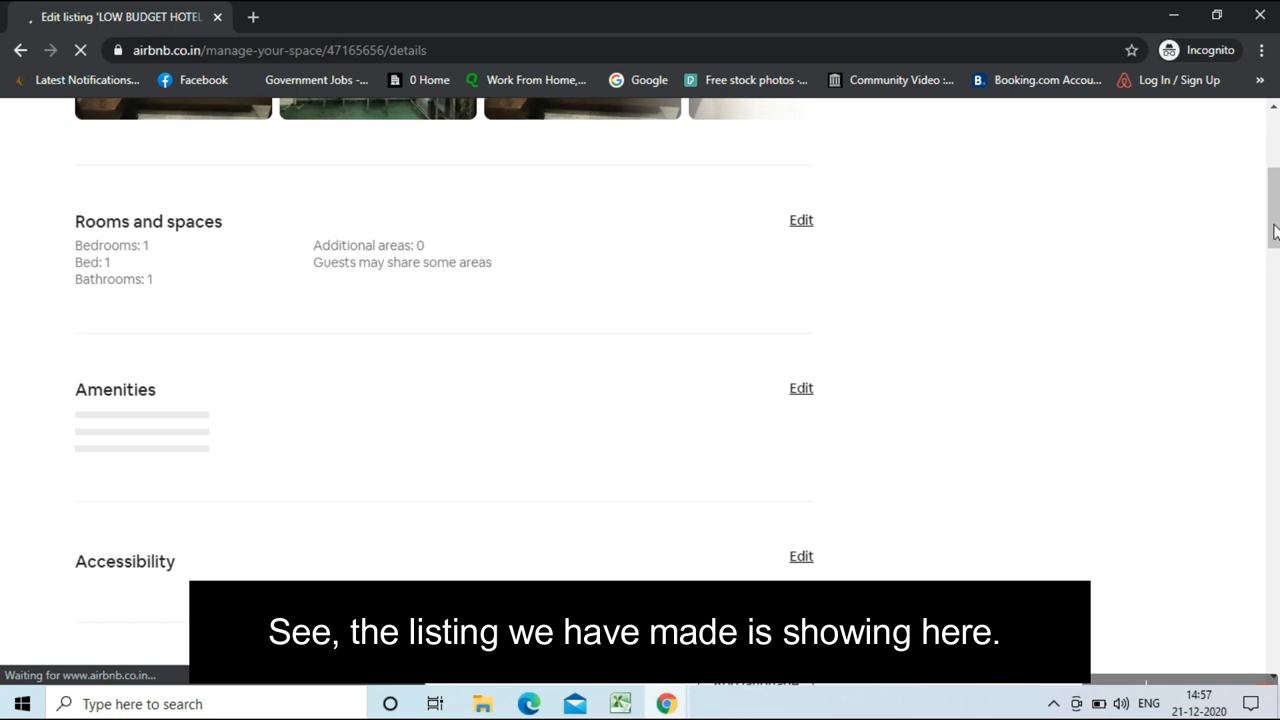 Edit listing 'LOW BUDGET HOTEL
airbnb.co.in/manage-your-space/47165656/details
Incognito
Latest Notifications...
Facebook
Government Jobs -...
0 Home
Work From Home,...
Google
Free stock photos -...
Community Video :...
Booking.com Accou...
Log In / Sign Up
Rooms and spaces
Edit
Bedrooms: 1
Additional areas: 0
Bed: 1
Guests may share some areas
Bathrooms: 1
Amenities
Edit
Accessibility
Edit
See, the listing we have made is showing here.
Waiting for www.airbnb.co.in...
Type here to search
ENG
14:57
21-12-2020